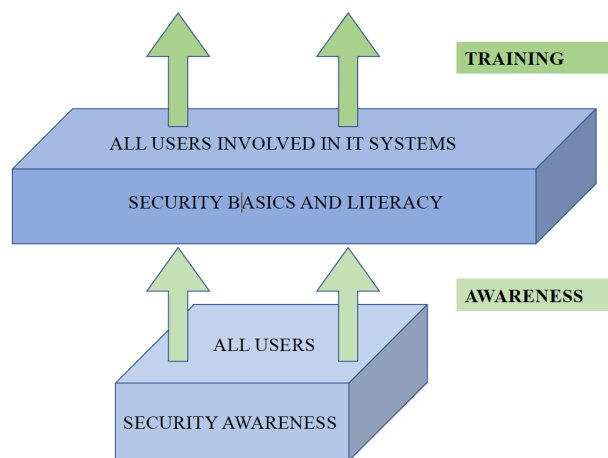 TRAINING
ALL USERS INVOLVED IN IT SYSTEMS
SECURITY BASICS AND LITERACY
AWARENESS
ALL USERS
SECURITY AWARENESS